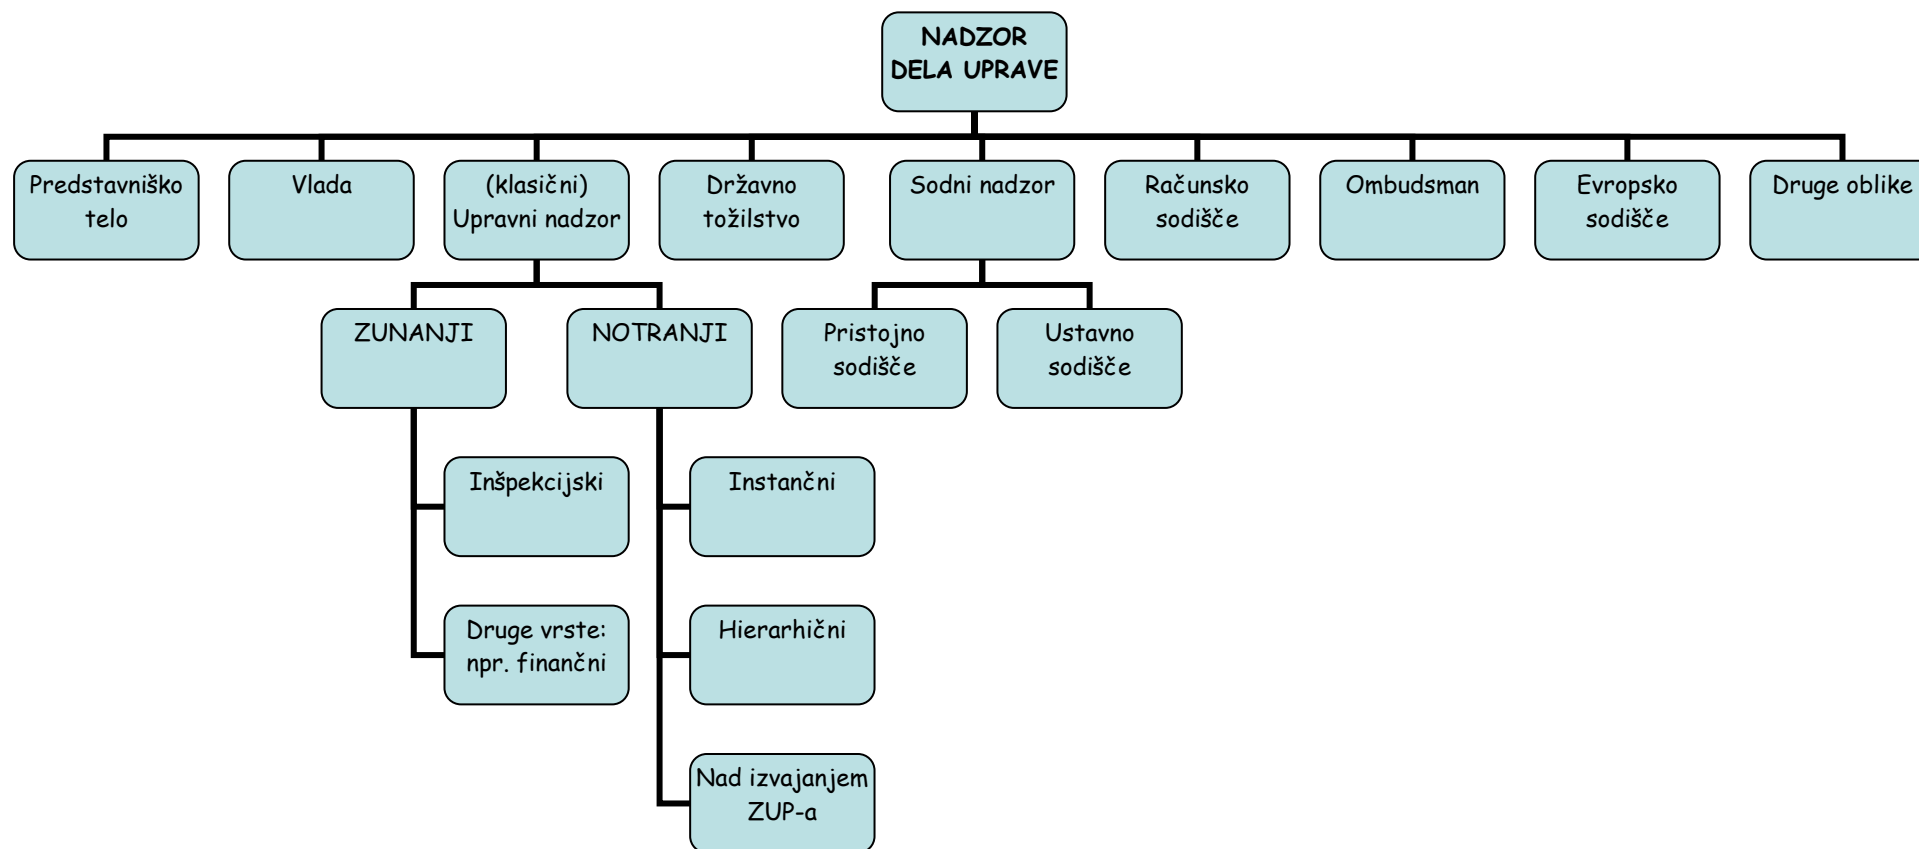 NADZOR
DELA UPRAVE
Predstavniško
telo
Vlada
(klasični)
Upravni nadzor
Državno
tožilstvo
Sodni nadzor
Računsko
sodišče
Ombudsman
Evropsko
sodišče
Druge oblike
ZUNANJI
NOTRANJI
Pristojno
sodišče
Ustavno
sodišče
Inšpekcijski
Instančni
Druge vrste:
npr. finančni
Hierarhični
Nad izvajanjem
ZUP-a